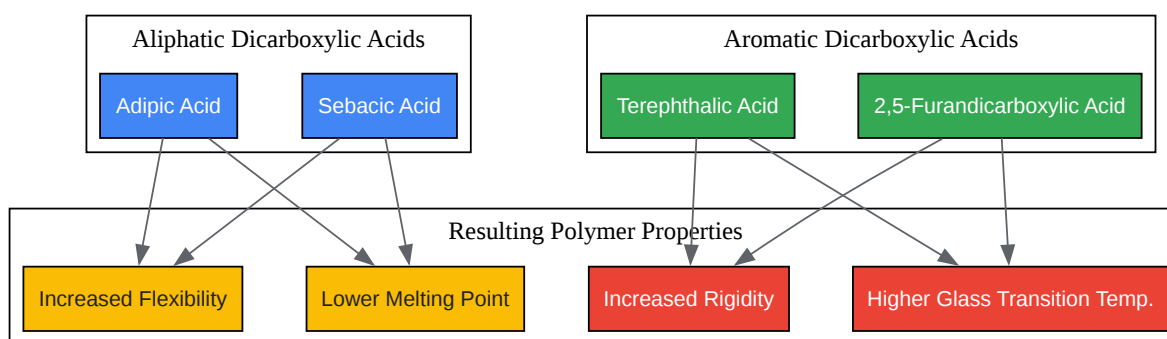 Aliphatic Dicarboxylic Acids
Aromatic Dicarboxylic Acids
Adipic Acid
Sebacic Acid
Terephthalic Acid
2,5-Furandicarboxylic Acid
Resulting Polymer Properties
Increased Flexibility
Lower Melting Point
Increased Rigidity
Higher Glass Transition Temp.